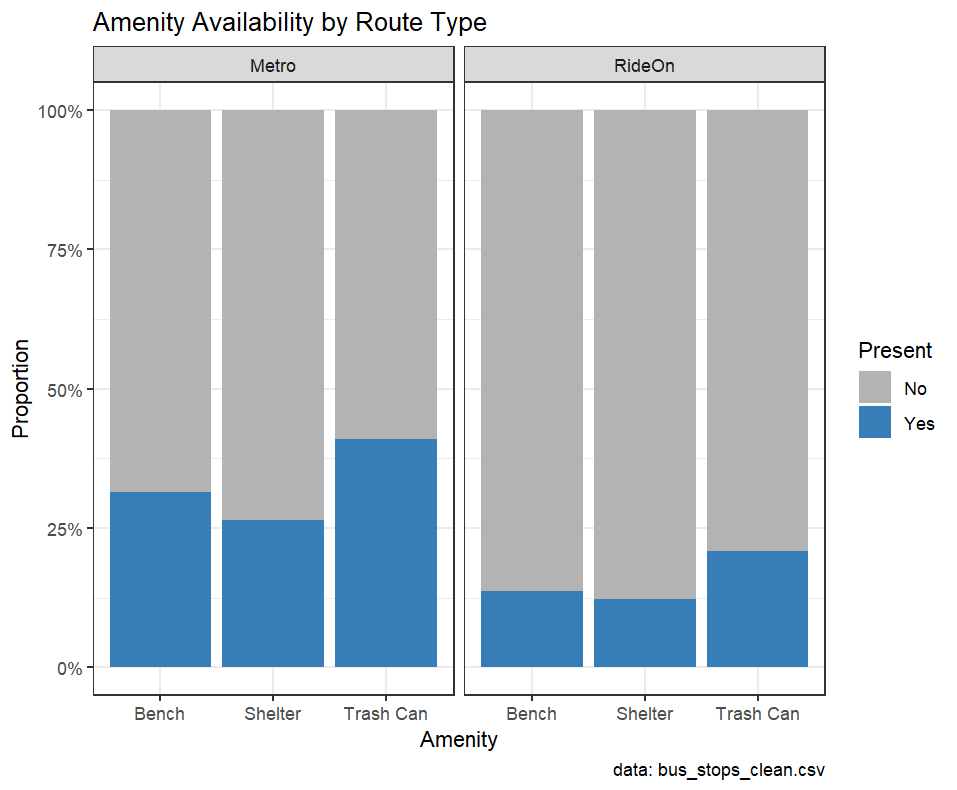 Amenity Availability by Route Type
Metro
RideOn
100%
75%
50%
25%
0%
Proportion
Bench
Shelter
Trash Can
Bench
Shelter
Trash Can
Amenity
Present
No
Yes
data: bus_stops_clean.csv